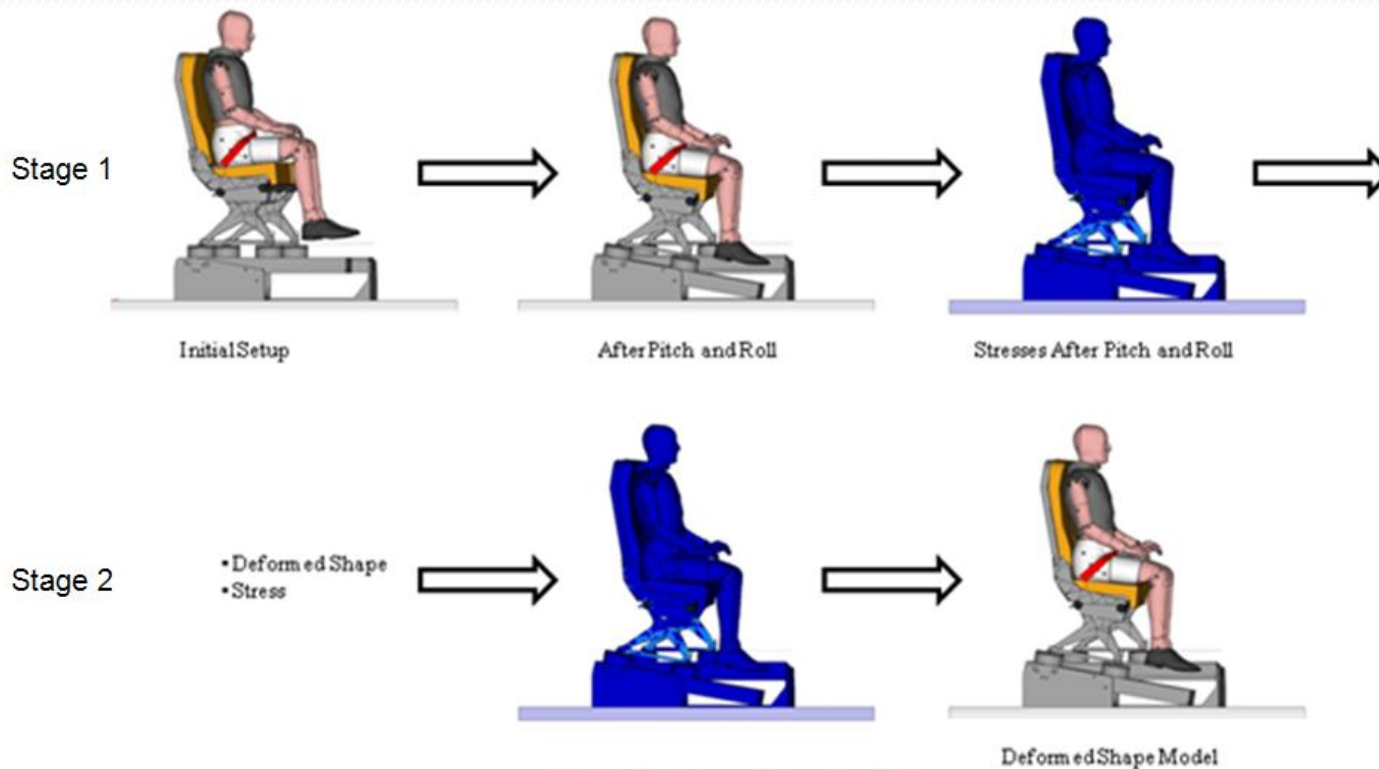 Stage 1
Initial Setup
After Pitch and Roll
Stresses After Pitch and Roll
Stage 2
▪ Deformed Shape
▪ Stress
Deformed Shape Model